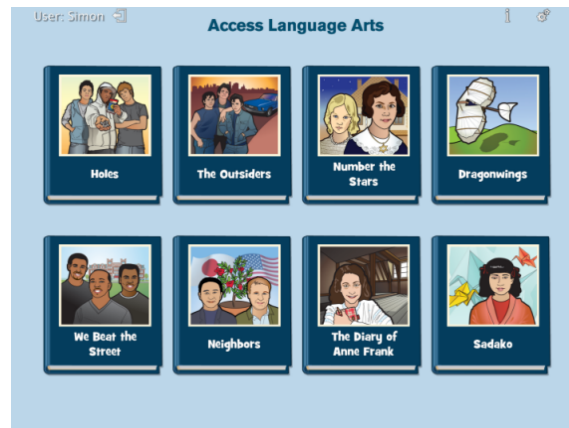 User: Simon
Access Language Arts
i
Holes
The Outsiders
Number the
Stars
Dragonwings
We Beat the
Street
Neighbors
The Diary of
Anne Frank
Sadako